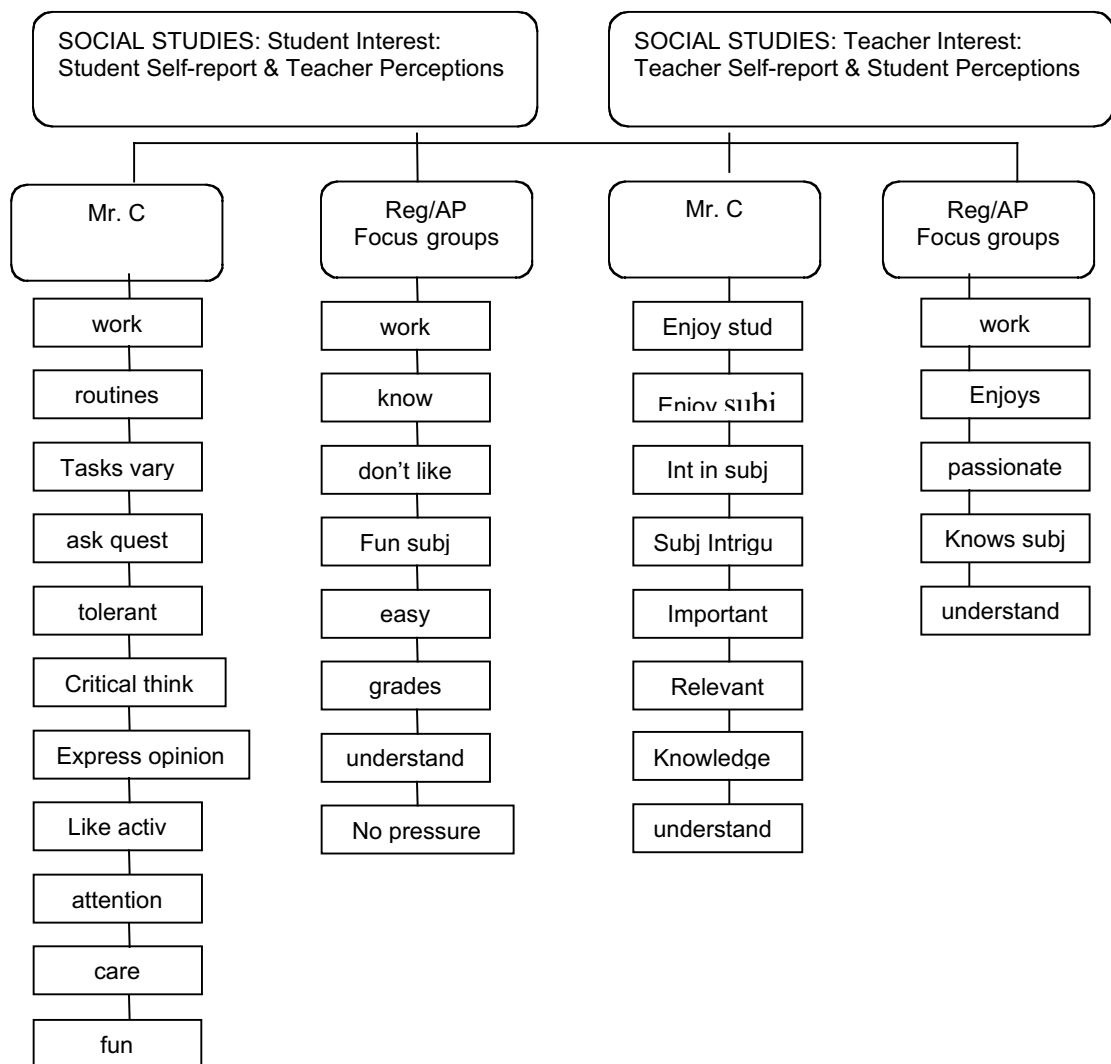 SOCIAL STUDIES: Student Interest:
Student Self-report & Teacher Perceptions
SOCIAL STUDIES: Teacher Interest:
Teacher Self-report & Student Perceptions
Mr. C
work
routines
Tasks vary
ask quest
tolerant
Critical think
Express opinion
Like activ
attention
care
fun
Reg/AP
Focus groups
work
know
don’t like
Fun subj
easy
grades
understand
No pressure
Mr. C
Enjoy stud
Enjoy subj
Int in subj
Subj Intrigu
Important
Relevant
Knowledge
understand
Reg/AP
Focus groups
work
Enjoys
passionate
Knows subj
understand